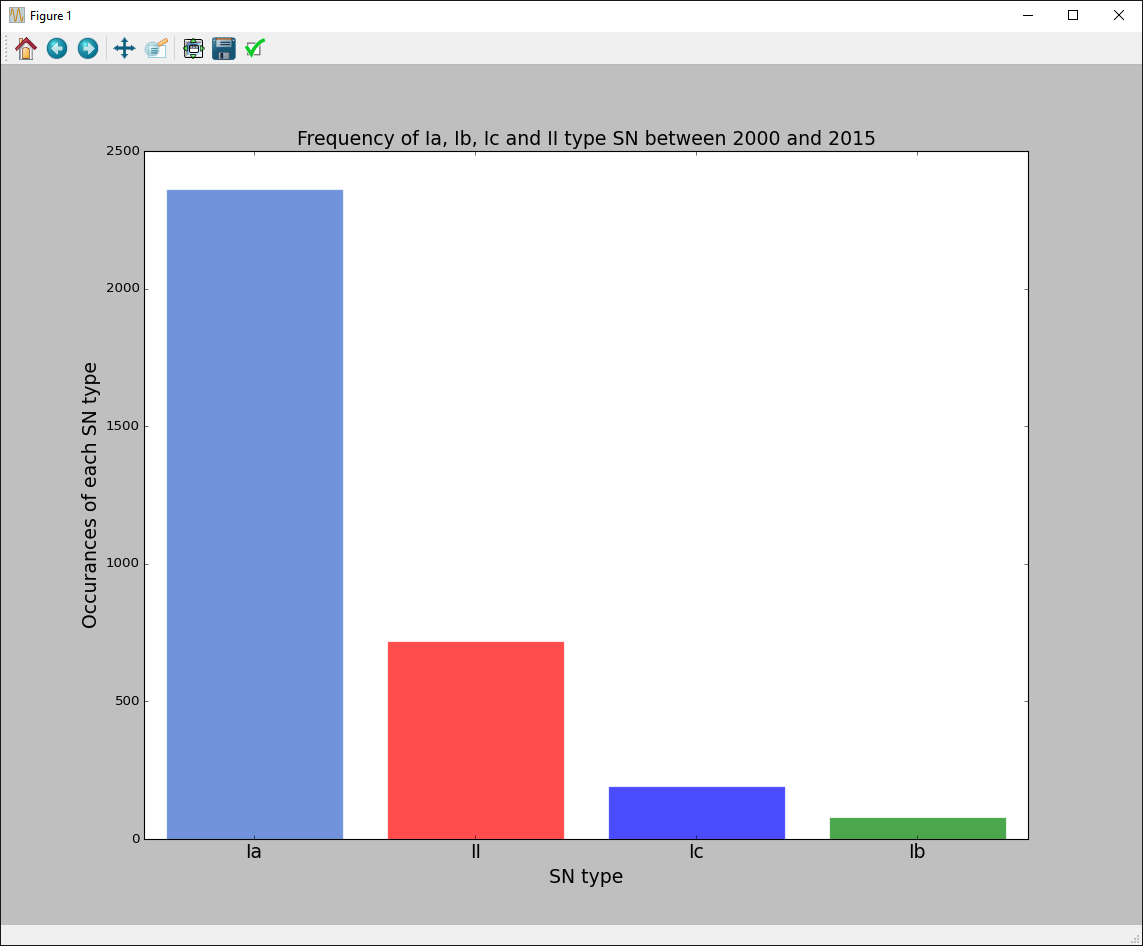 Figure 1
Frequency of Ia, Ib, Ic and II type SN between 2000 and 2015
2500
2000
1500
1000
500
0
Occurances of each SN type
Ia II Ic Ib
SN type